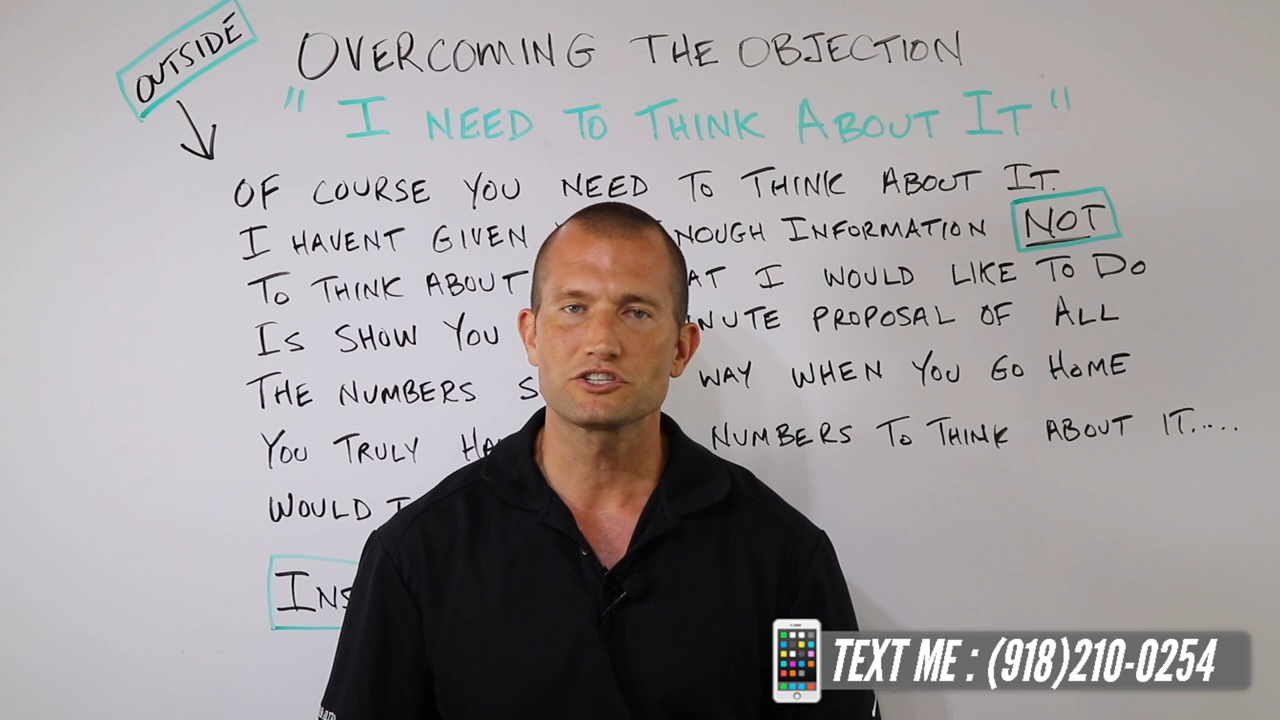 OUTSIDE
OVERCOMING THE OBJECTION
" I NEED TO THINK ABOUT IT "
OF COURSE YOU NEED TO THINK ABOUT IT.
I HAVENT GIVEN NOUGH INFORMATION NOT
TO THINK ABOUT AT I WOULD LIKE TO DO
IS SHOW YOU NUTE PROPOSAL OF ALL
THE NUMBERS S WAY WHEN YOU GO HOME
YOU TRULY HA NUMBERS TO THINK ABOUT IT.....
WOULD I
INS
TEXT ME : (918)210-0254